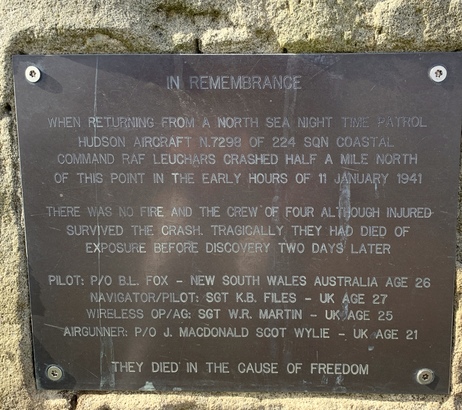 IN REMEMBRANCE
WHEN RETURNING FROM A NORTH SEA NIGHT TIME PATROL
HUDSON AIRCRAFT N.7298 OF 224 SQN COASTAL
COMMAND RAF LEUCHARS CRASHED HALF A MILE NORTH
OF THIS POINT IN THE EARLY HOURS OF 11 JANUARY 1941
THERE WAS NO FIRE AND THE CREW OF FOUR ALTHOUGH INJURED
SURVIVED THE CRASH. TRAGICALLY THEY HAD DIED OF
EXPOSURE BEFORE DISCOVERY TWO DAYS LATER
PILOT: P/O B.L. FOX - NEW SOUTH WALES AUSTRALIA AGE 26
NAVIGATOR/PILOT: SGT K.B. FILES - UK AGE 27
WIRELESS OP/AG: SGT W.R. MARTIN - UK AGE 25
AIRGUNNER: P/O J. MACDONALD SCOT WYLIE - UK AGE 21
THEY DIED IN THE CAUSE OF FREEDOM